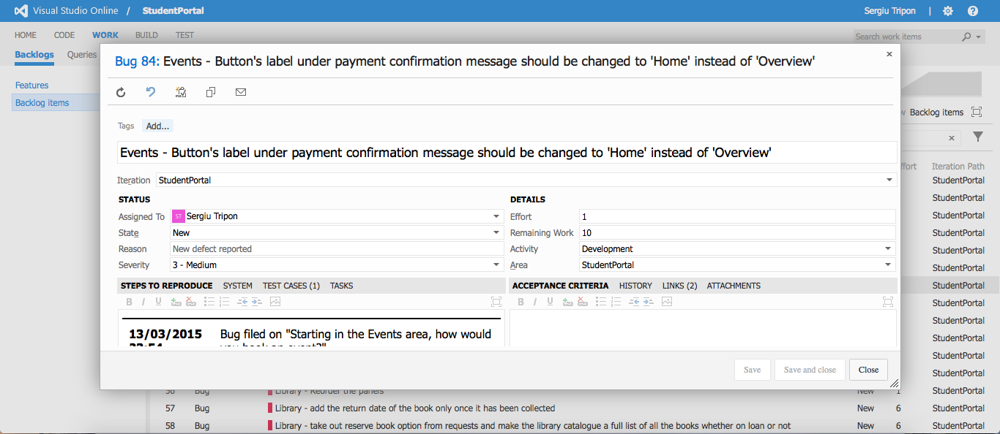 Visual Studio Online / StudentPortal Sergiu Tripon |
HOME CODE WORK BUILD TEST Search work items
Backlogs Queries
Features
Backlog items
Bug 84: Events - Button's label under payment confirmation message should be changed to 'Home' instead of 'Overview'
Tags Add...
Events - Button's label under payment confirmation message should be changed to 'Home' instead of 'Overview'
Iteration StudentPortal
STATUS DETAILS
Assigned To ST Sergiu Tripon Effort 1
State New Remaining Work 10
Reason New defect reported Activity Development
Severity 3 - Medium Area StudentPortal
STEPS TO REPRODUCE SYSTEM TEST CASES (1) TASKS ACCEPTANCE CRITERIA HISTORY LINKS (2) ATTACHMENTS
B I U B I U
13/03/2015 Bug filed on "Starting in the Events area, how would
you book an event?"
Save Save and close Close
Backlog items
Iteration Path
StudentPortal
StudentPortal
StudentPortal
StudentPortal
StudentPortal
StudentPortal
StudentPortal
StudentPortal
StudentPortal
StudentPortal
StudentPortal
StudentPortal
56 Bug Library - Reorder the panels New 1 StudentPortal
57 Bug Library - add the return date of the book only once it has been collected New 6 StudentPortal
58 Bug Library - take out reserve book option from requests and make the library catalogue a full list of all the books whether on loan or not New 6 StudentPortal